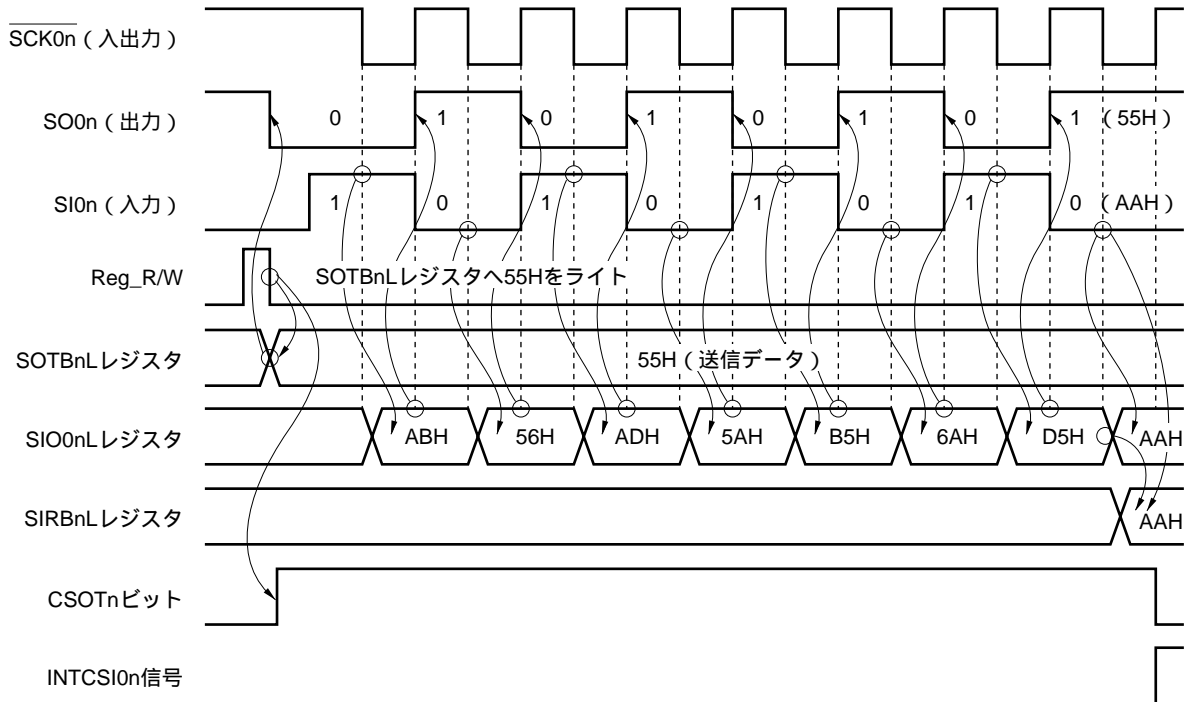 SCK0n（入出力）
SO0n（出力） 0 1 0 1 0 1 0 1 （55H）
SI0n（入力） 1 0 1 0 1 0 1 0 （AAH）
Reg_R/W SOTBnLレジスタへ55Hをライト
SOTBnLレジスタ 55H（送信データ）
SIO0nLレジスタ ABH 56H ADH 5AH B5H 6AH D5H AAH
SIRBnLレジスタ AAH
CSOTnビット
INTCSI0n信号